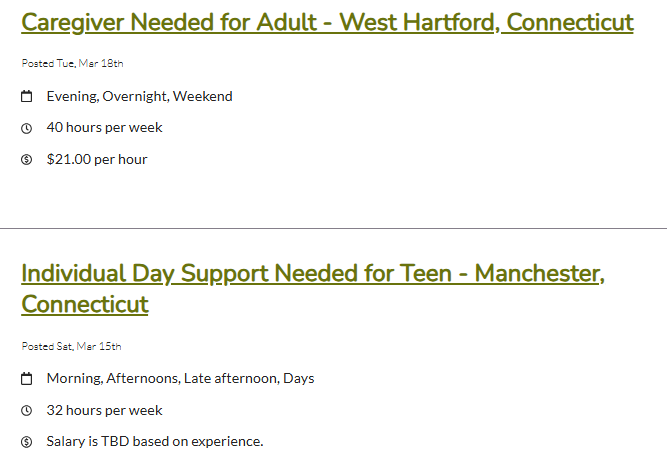 Caregiver Needed for Adult - West Hartford, Connecticut
Posted Tue, Mar 18th
Evening, Overnight, Weekend
40 hours per week
$21.00 per hour
Individual Day Support Needed for Teen - Manchester,
Connecticut
Posted Sat, Mar 15th
Morning, Afternoons, Late afternoon, Days
32 hours per week
Salary is TBD based on experience.